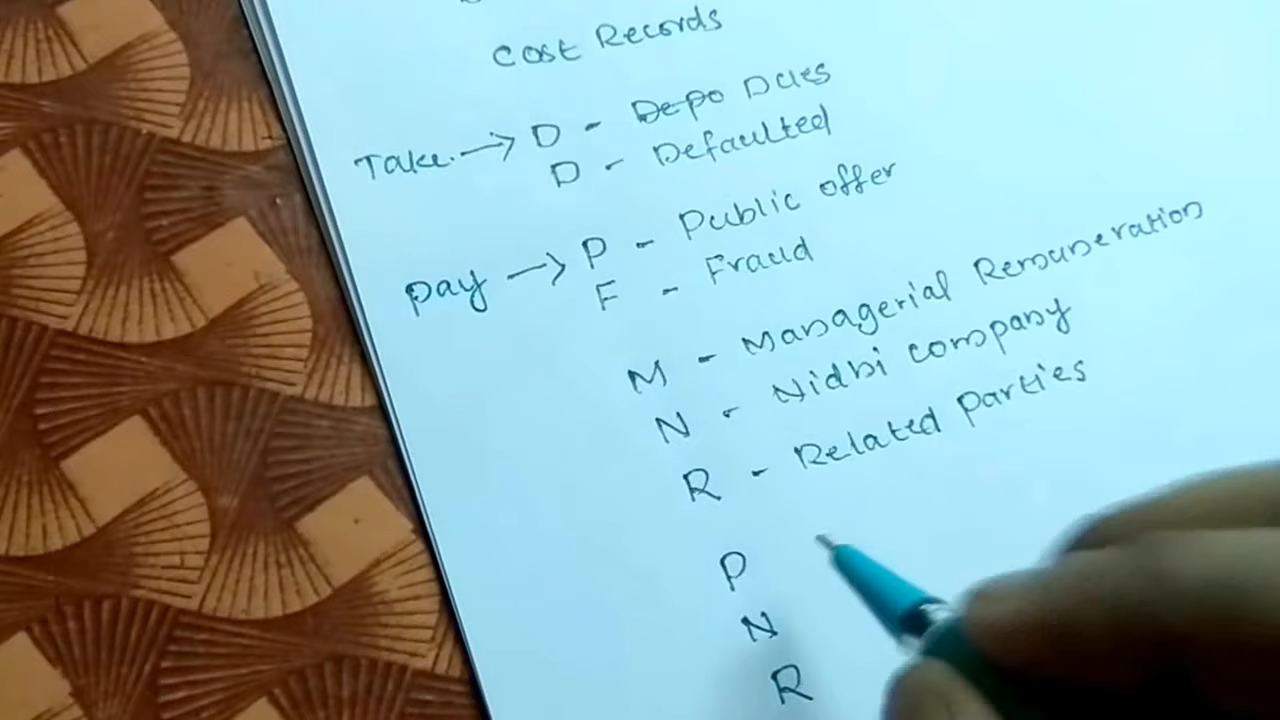 Cost Records
Take → D - Depo Dues
D - Defaulted
Pay → P - Public offer
F - Fraud
M - Managerial Remuneration
N - Nidhi company
R - Related Parties
P
N
R